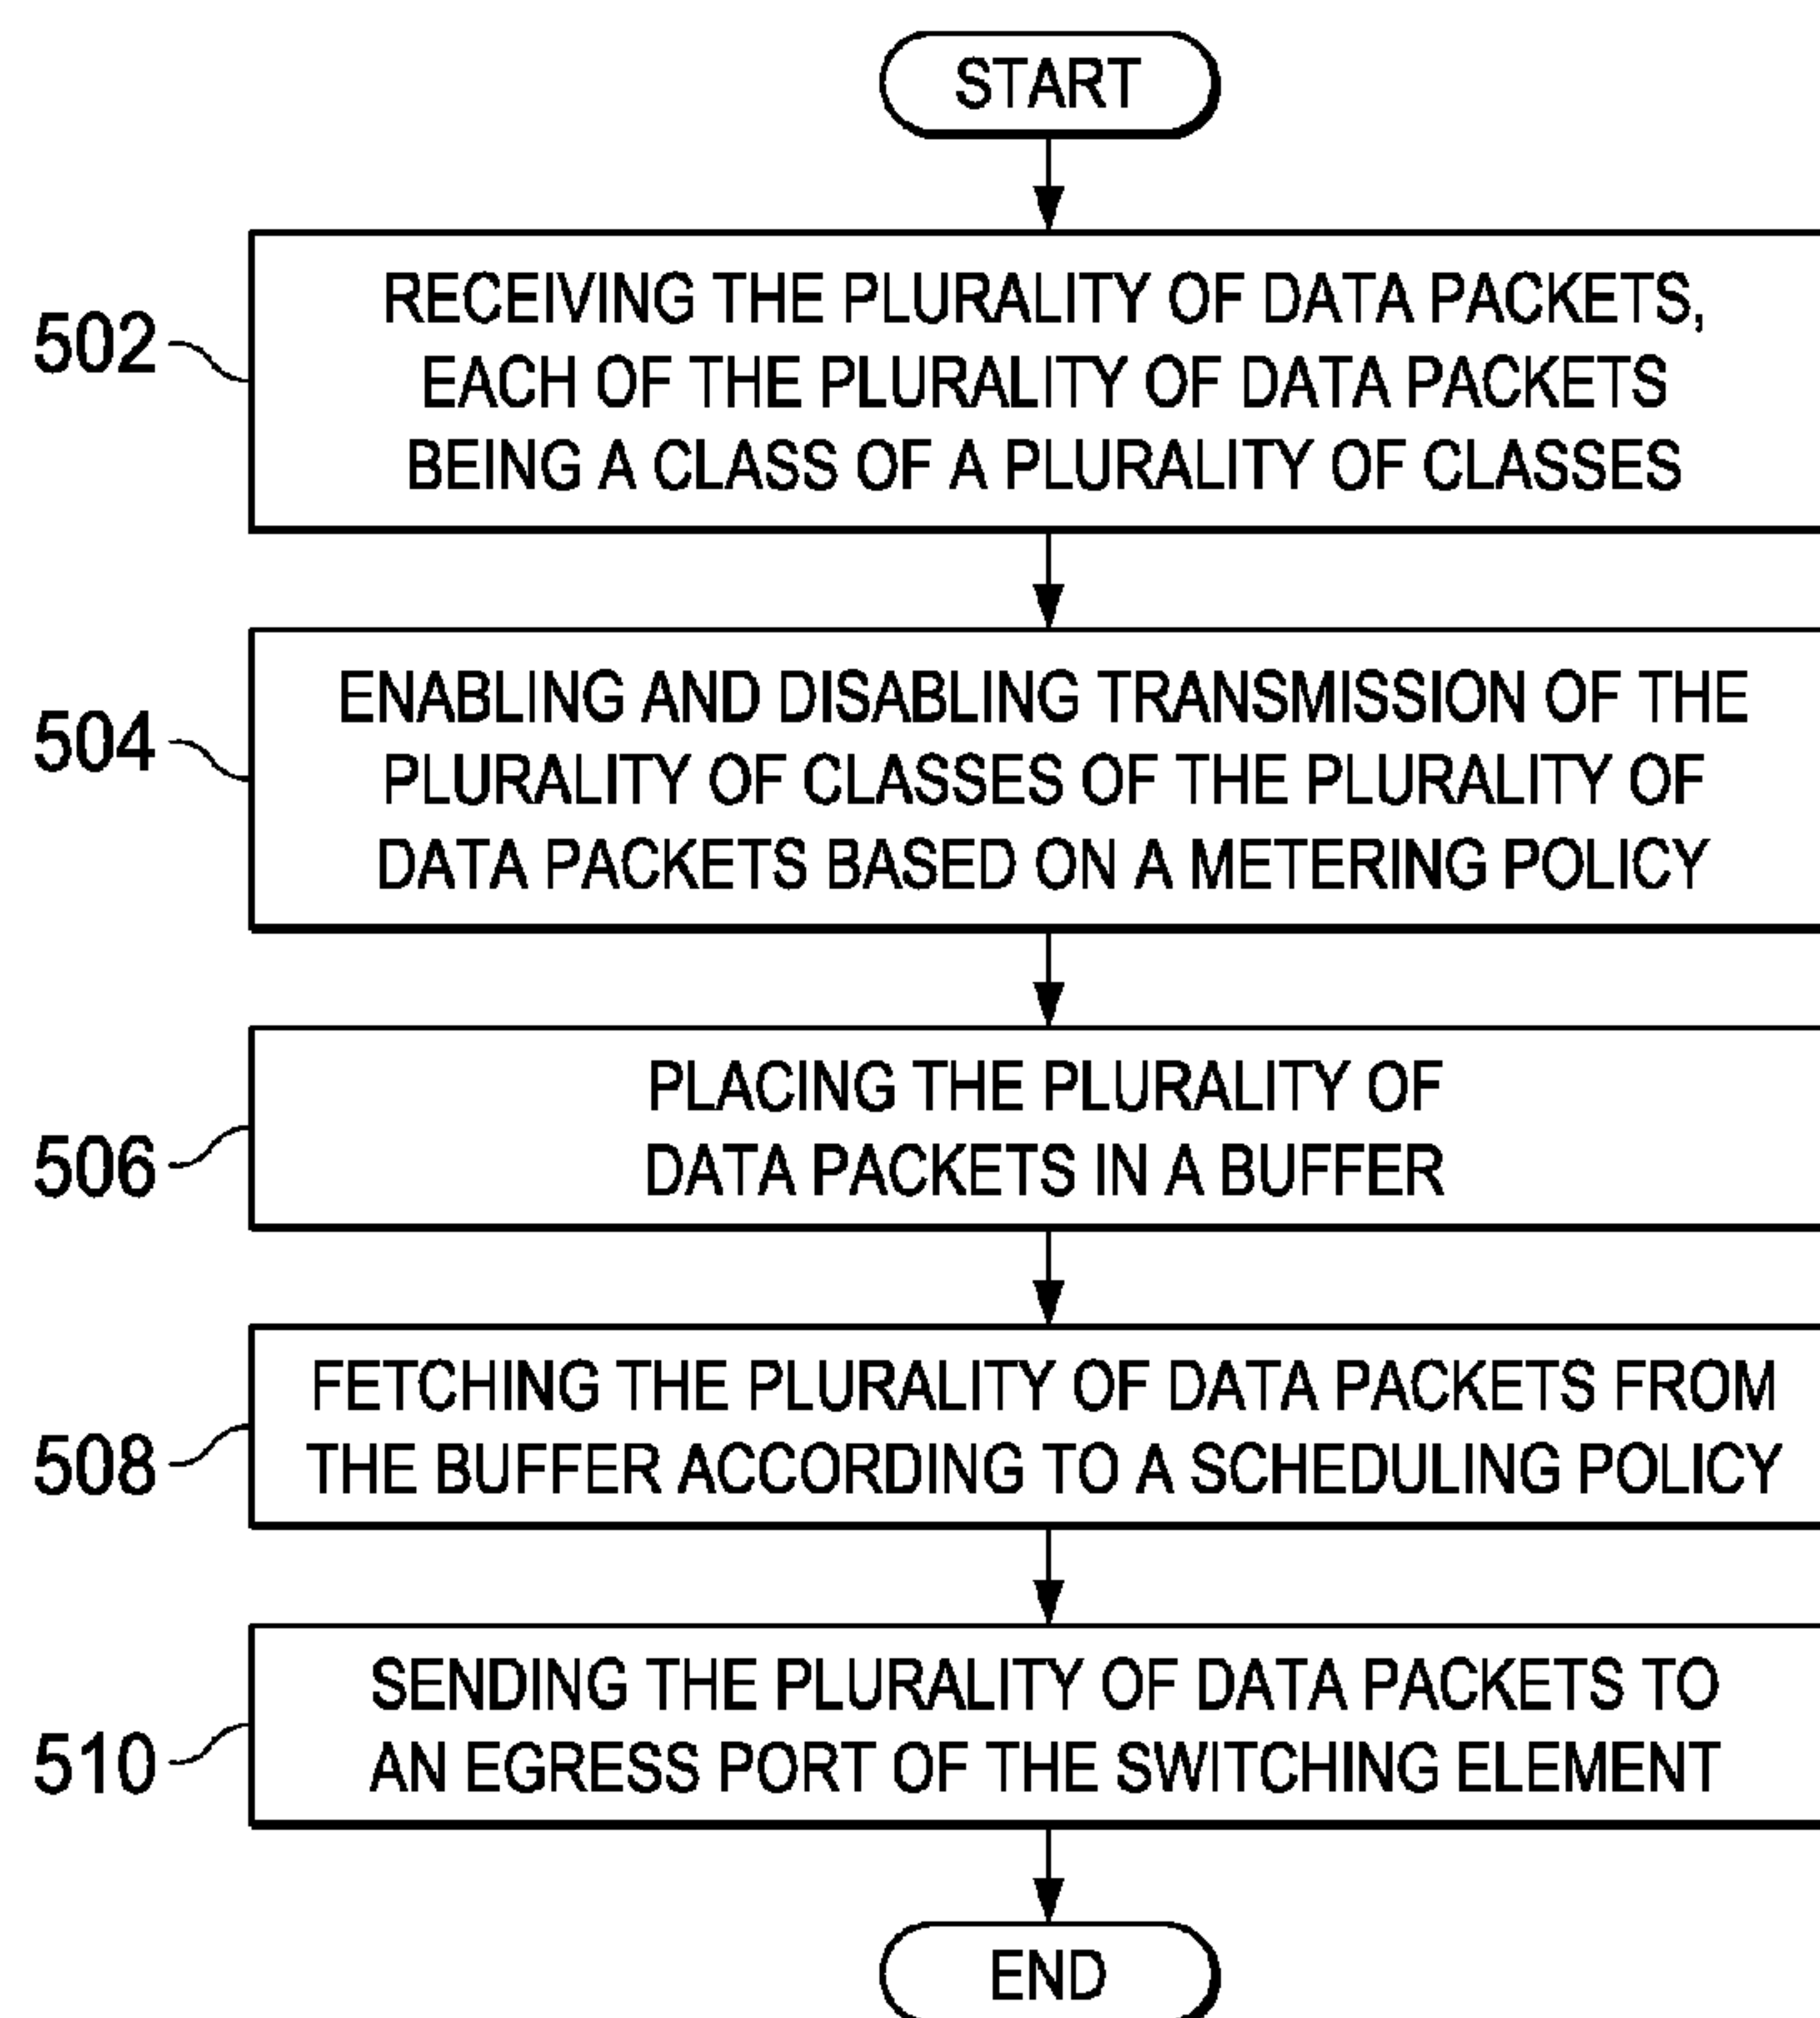 START
502
RECEIVING THE PLURALITY OF DATA PACKETS,
EACH OF THE PLURALITY OF DATA PACKETS
BEING A CLASS OF A PLURALITY OF CLASSES
504
ENABLING AND DISABLING TRANSMISSION OF THE
PLURALITY OF CLASSES OF THE PLURALITY OF
DATA PACKETS BASED ON A METERING POLICY
506
PLACING THE PLURALITY OF
DATA PACKETS IN A BUFFER
508
FETCHING THE PLURALITY OF DATA PACKETS FROM
THE BUFFER ACCORDING TO A SCHEDULING POLICY
510
SENDING THE PLURALITY OF DATA PACKETS TO
AN EGRESS PORT OF THE SWITCHING ELEMENT
END